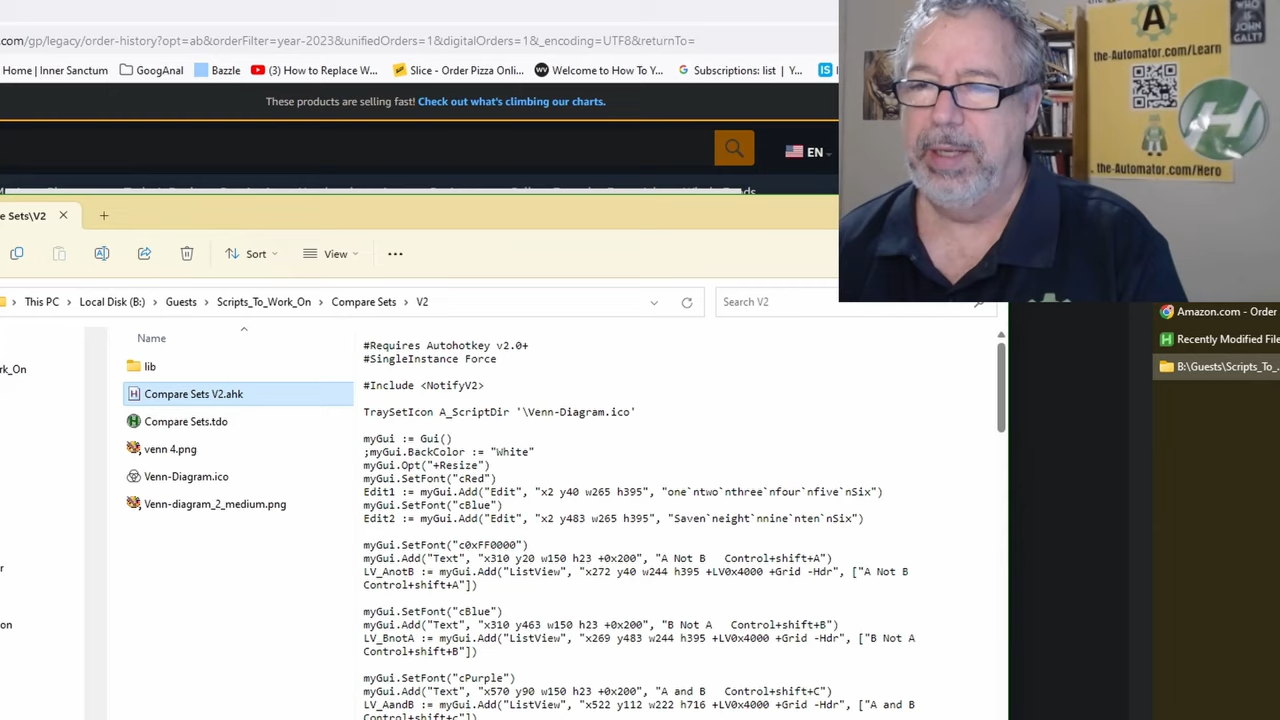 .com/gp/legacy/order-history?opt=ab&orderFilter=year-2023&unifiedOrders=1&digitalOrders=1&_encoding=UTF8&returnTo=
Home | Inner Sanctum GoogAnal Bazzle (3) How to Replace W... Slice - Order Pizza Onli... Welcome to How To Y... Subscriptions: list | Y... IS
These products are selling fast! Check out what's climbing our charts.
EN
A
the-Automator.com/Learn
the-Automator.com/Hero
WHO IS JOHN GALT?
e Sets\V2
Sort View
This PC Local Disk (B:) Guests Scripts_To_Work_On Compare Sets V2
Search V2
Name
lib
Compare Sets V2.ahk
Compare Sets.tdo
venn 4.png
Venn-Diagram.ico
Venn-diagram_2_medium.png
rk_On
#Requires Autohotkey v2.0+
#SingleInstance Force
#Include <NotifyV2>
TraySetIcon A_ScriptDir '\Venn-Diagram.ico'
myGui := Gui()
;myGui.BackColor := "White"
myGui.Opt("+Resize")
myGui.SetFont("cRed")
Edit1 := myGui.Add("Edit", "x2 y40 w265 h395", "one`ntwo`nthree`nfour`nfive`nSix")
myGui.SetFont("cBlue")
Edit2 := myGui.Add("Edit", "x2 y483 w265 h395", "Saven`neight`nnine`nten`nSix")
myGui.SetFont("c0xFF0000")
myGui.Add("Text", "x310 y20 w150 h23 +0x200", "A Not B   Control+shift+A")
LV_AnotB := myGui.Add("ListView", "x272 y40 w244 h395 +LV0x4000 +Grid -Hdr", ["A Not B
Control+shift+A"])
myGui.SetFont("cBlue")
myGui.Add("Text", "x310 y463 w150 h23 +0x200", "B Not A   Control+shift+B")
LV_BnotA := myGui.Add("ListView", "x269 y483 w244 h395 +LV0x4000 +Grid -Hdr", ["B Not A
Control+shift+B"])
myGui.SetFont("cPurple")
myGui.Add("Text", "x570 y90 w150 h23 +0x200", "A and B   Control+shift+C")
LV_AandB := myGui.Add("ListView", "x522 y112 w222 h716 +LV0x4000 +Grid -Hdr", ["A and B
Control+shift+c"])
Amazon.com - Order
Recently Modified File
B:\Guests\Scripts_To_...